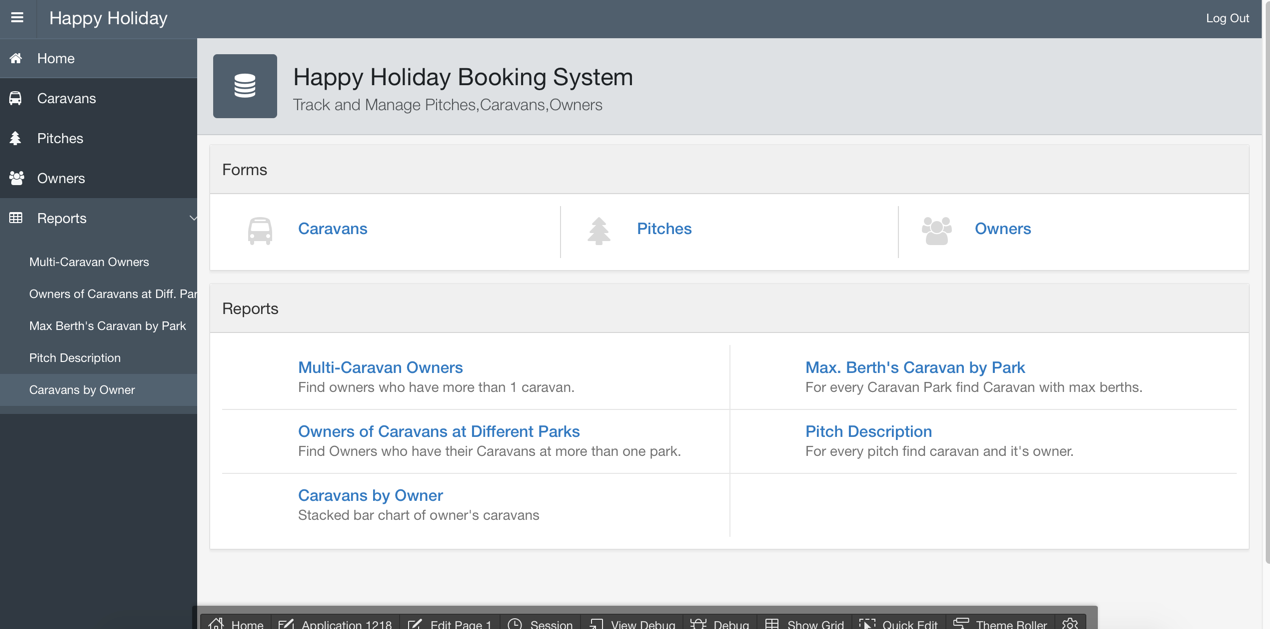 Happy Holiday
Log Out
Home
Caravans
Pitches
Owners
Reports
Multi-Caravan Owners
Owners of Caravans at Diff. Par
Max Berth's Caravan by Park
Pitch Description
Caravans by Owner
Happy Holiday Booking System
Track and Manage Pitches,Caravans,Owners
Forms
Caravans
Pitches
Owners
Reports
Multi-Caravan Owners
Find owners who have more than 1 caravan.
Max. Berth's Caravan by Park
For every Caravan Park find Caravan with max berths.
Owners of Caravans at Different Parks
Find Owners who have their Caravans at more than one park.
Pitch Description
For every pitch find caravan and it's owner.
Caravans by Owner
Stacked bar chart of owner's caravans
Home
Application 1218
Edit Page 1
Session
View Debug
Debug
Show Grid
Quick Edit
Theme Roller